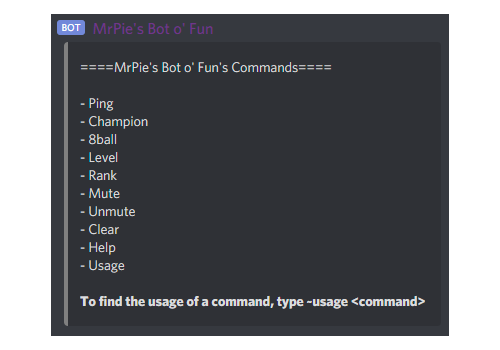 BOT MrPie's Bot o' Fun
====MrPie's Bot o' Fun's Commands====
- Ping
- Champion
- 8ball
- Level
- Rank
- Mute
- Unmute
- Clear
- Help
- Usage
To find the usage of a command, type ~usage <command>